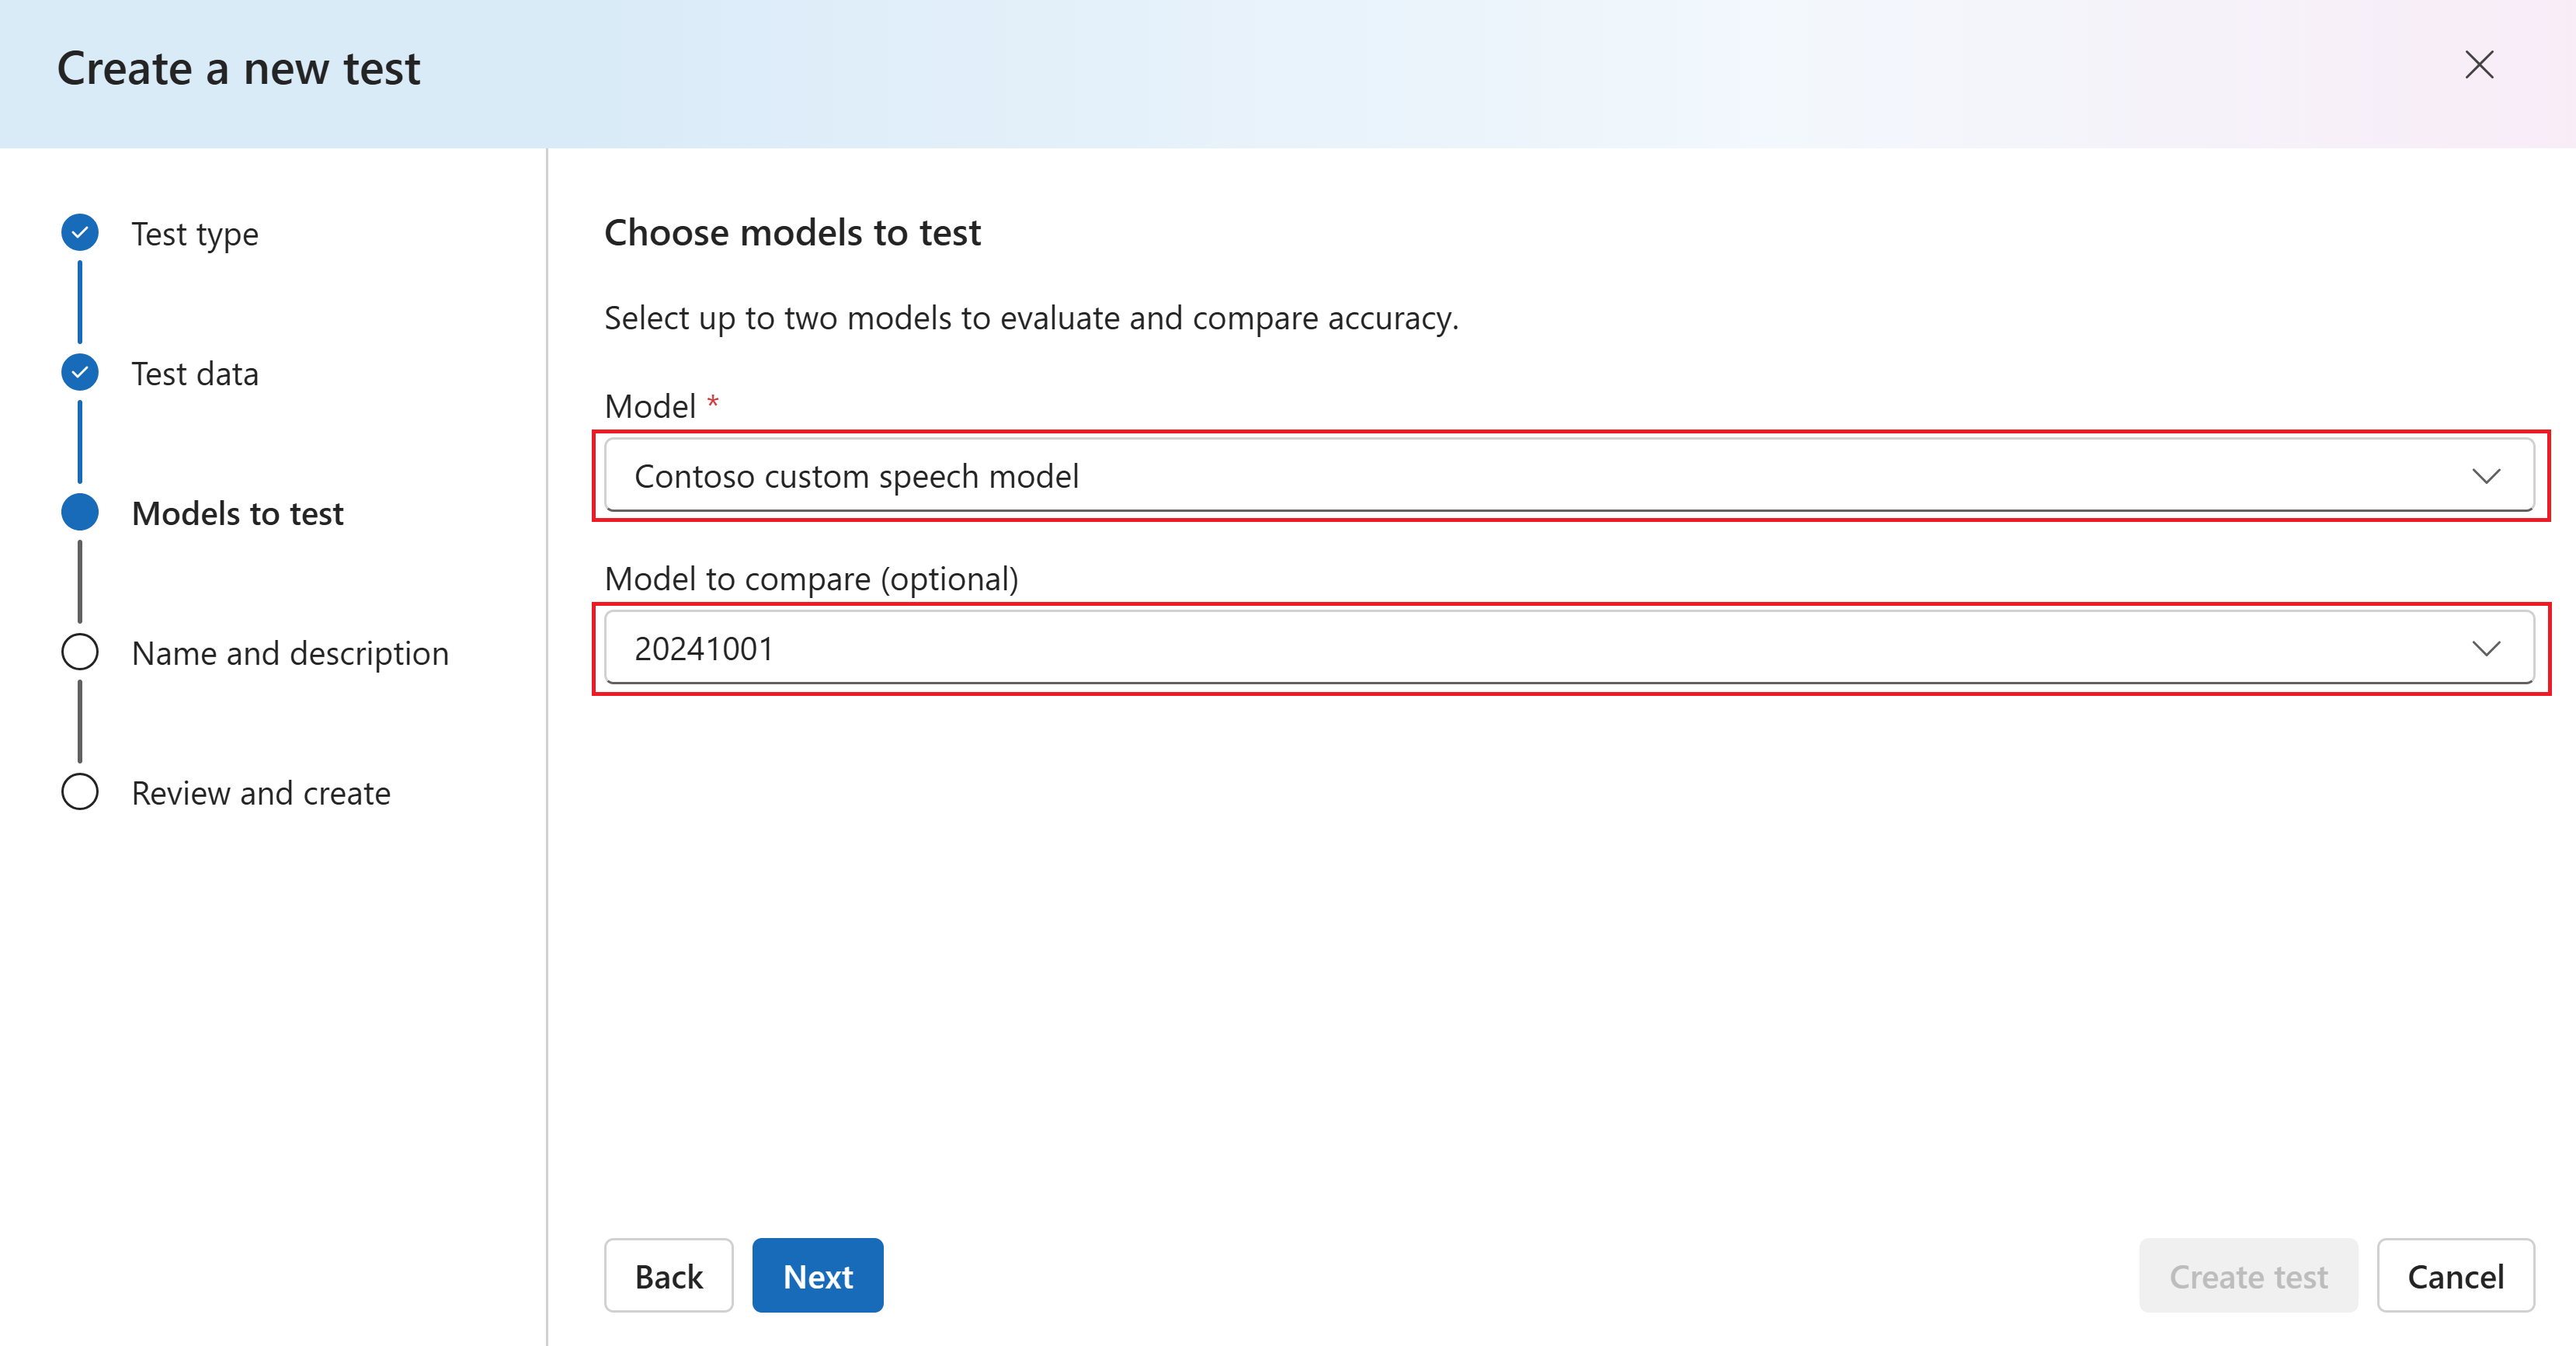 Create a new test
Test type
Test data
Models to test
Name and description
Review and create
Choose models to test
Select up to two models to evaluate and compare accuracy.
Model *
Contoso custom speech model
Model to compare (optional)
20241001
Back
Next
Create test
Cancel